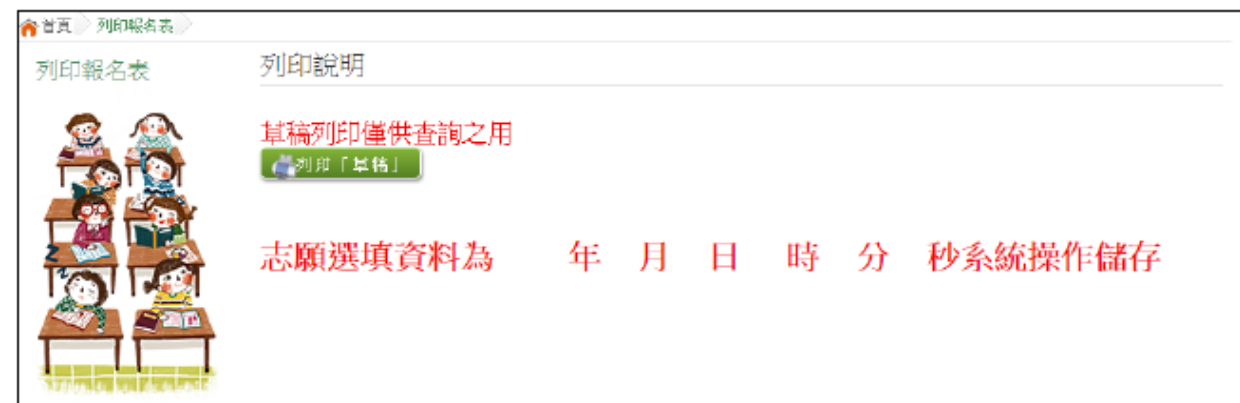 首頁 列印報名表
列印報名表
列印說明
草稿列印僅供查詢之用
列印「草稿」
志願選填資料為 年 月 日 時 分 秒系統操作儲存